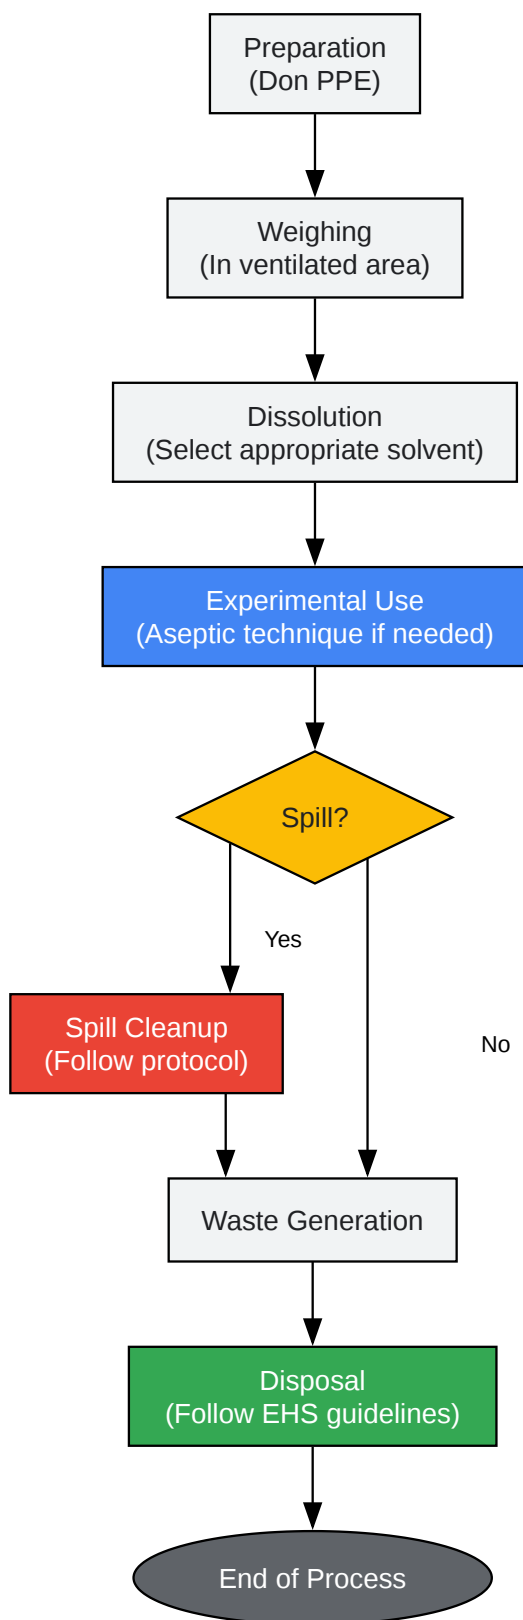 Preparation
(Don PPE)
Weighing
(In ventilated area)
Dissolution
(Select appropriate solvent)
Experimental Use
(Aseptic technique if needed)
Spill?
Yes
Spill Cleanup
(Follow protocol)
No
Waste Generation
Disposal
(Follow EHS guidelines)
End of Process